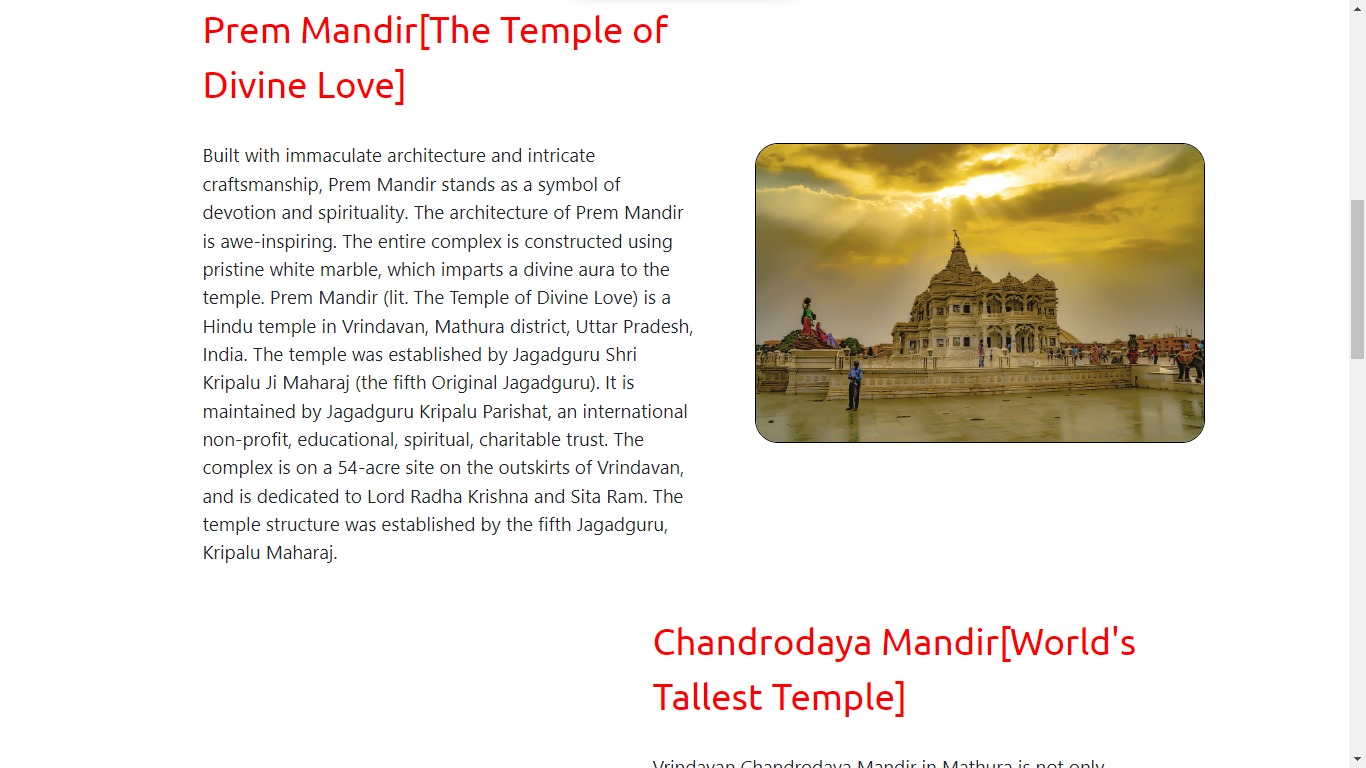 Prem Mandir[The Temple of
Divine Love]
Built with immaculate architecture and intricate
craftsmanship, Prem Mandir stands as a symbol of
devotion and spirituality. The architecture of Prem Mandir
is awe-inspiring. The entire complex is constructed using
pristine white marble, which imparts a divine aura to the
temple. Prem Mandir (lit. The Temple of Divine Love) is a
Hindu temple in Vrindavan, Mathura district, Uttar Pradesh,
India. The temple was established by Jagadguru Shri
Kripalu Ji Maharaj (the fifth Original Jagadguru). It is
maintained by Jagadguru Kripalu Parishat, an international
non-profit, educational, spiritual, charitable trust. The
complex is on a 54-acre site on the outskirts of Vrindavan,
and is dedicated to Lord Radha Krishna and Sita Ram. The
temple structure was established by the fifth Jagadguru,
Kripalu Maharaj.
Chandrodaya Mandir[World's
Tallest Temple]
Vrindavan Chandrodaya Mandir in Mathura is not only